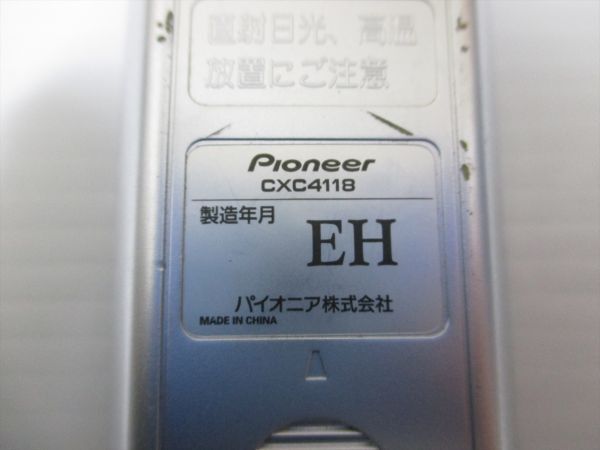 直射日光、高温
放置にご注意
Pioneer
CXC4118
製造年月
EH
パイオニア株式会社
MADE IN CHINA